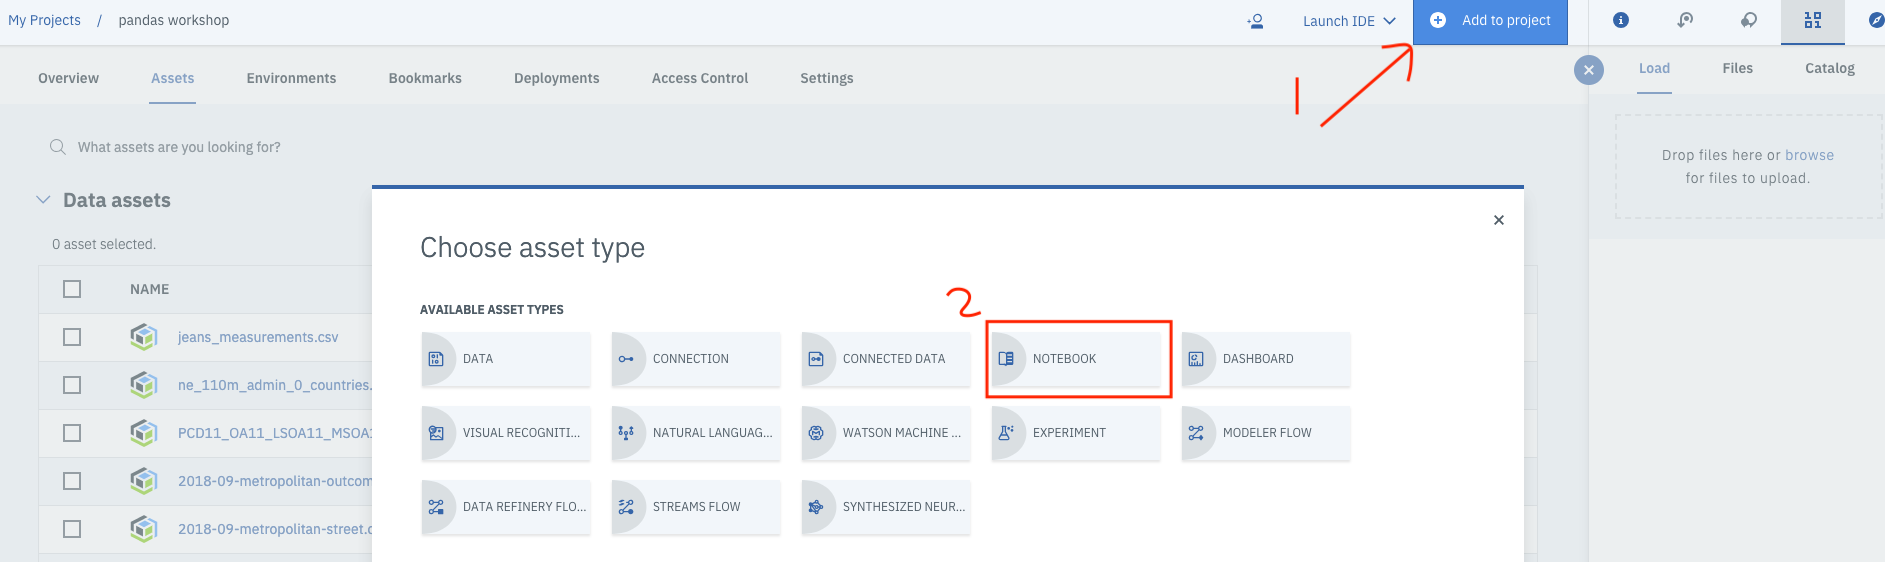 My Projects / pandas workshop
Launch IDE
Add to project
Overview Assets Environments Bookmarks Deployments Access Control Settings
Load Files Catalog
1
What assets are you looking for?
Drop files here or browse
for files to upload.
Data assets
0 asset selected.
NAME
jeans_measurements.csv
ne_110m_admin_0_countries.
PCD11_OA11_LSOA11_MSOA1
2018-09-metropolitan-outcom
2018-09-metropolitan-street.c
Choose asset type
2
AVAILABLE ASSET TYPES
DATA CONNECTION CONNECTED DATA NOTEBOOK DASHBOARD
VISUAL RECOGNITI... NATURAL LANGUAG... WATSON MACHINE ... EXPERIMENT MODELER FLOW
DATA REFINERY FLO... STREAMS FLOW SYNTHESIZED NEUR...